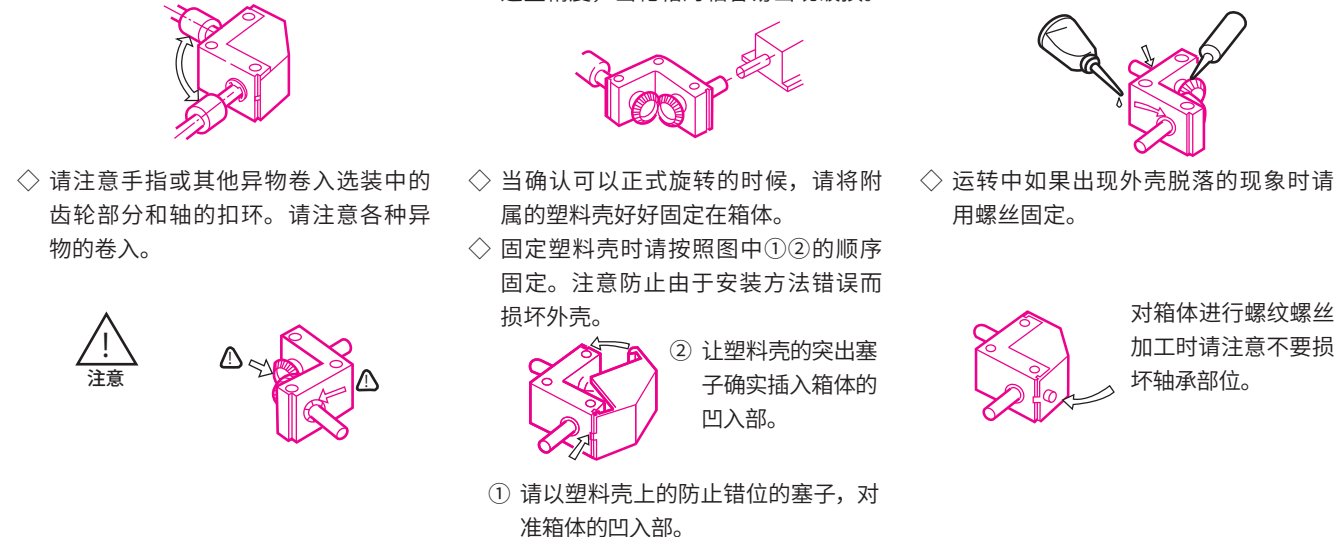 ◇ 请注意手指或其他异物卷入选装中的
齿轮部分和轴的扣环。请注意各种异
物的卷入。
注意
◇ 当确认可以正式旋转的时候，请将附
属的塑料壳好好固定在箱体。
◇ 固定塑料壳时请按照图中①②的顺序
固定。注意防止由于安装方法错误而
损坏外壳。
② 让塑料壳的突出塞
子确实插入箱体的
凹入部。
① 请以塑料壳上的防止错位的塞子，对
准箱体的凹入部。
◇ 运转中如果出现外壳脱落的现象时请
用螺丝固定。
对箱体进行螺纹螺丝
加工时请注意不要损
坏轴承部位。